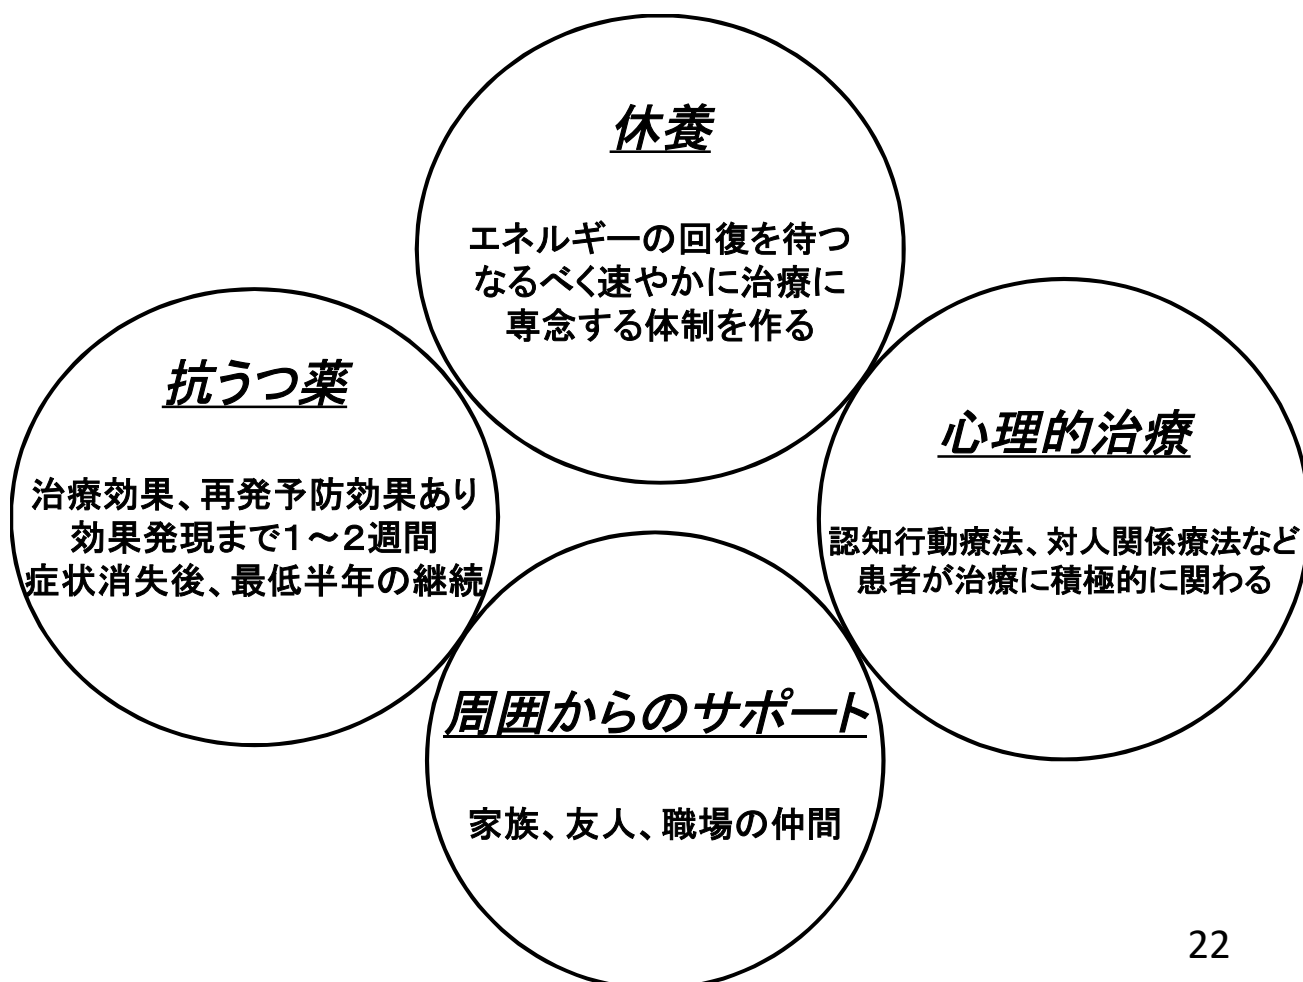 休養
エネルギーの回復を待つ
なるべく速やかに治療に
専念する体制を作る
抗うつ薬
治療効果、再発予防効果あり
効果発現まで1～2週間
症状消失後、最低半年の継続
心理的治療
認知行動療法、対人関係療法など
患者が治療に積極的に関わる
周囲からのサポート
家族、友人、職場の仲間
22